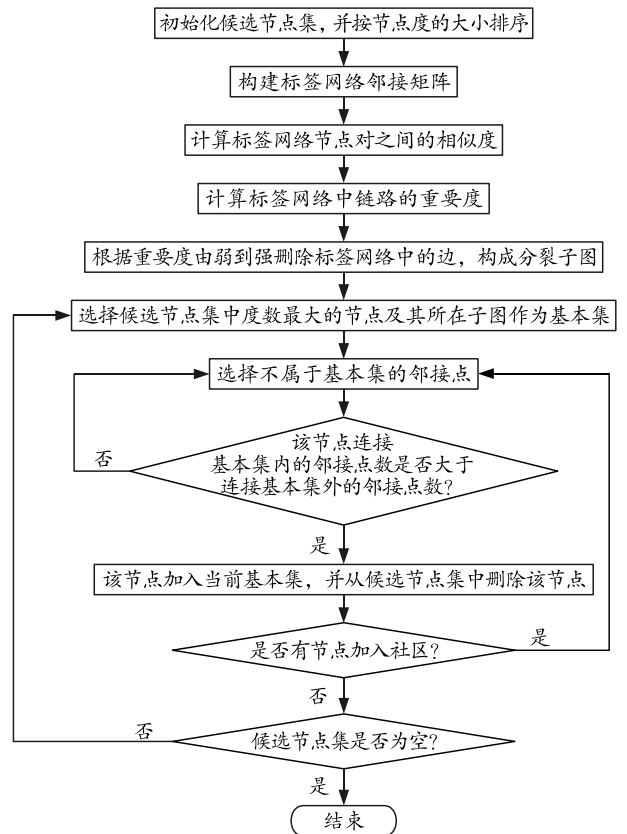 初始化候选节点集，并按节点度的大小排序
构建标签网络邻接矩阵
计算标签网络节点对之间的相似度
计算标签网络中链路的重要度
根据重要度由弱到强删除标签网络中的边，构成分裂子图
选择候选节点集中度数最大的节点及其所在子图作为基本集
选择不属于基本集的邻接点
该节点连接
基本集内的邻接点数是否大于
连接基本集外的邻接点数？
否
是
该节点加入当前基本集，并从候选节点集中删除该节点
是否有节点加入社区？
是
否
候选节点集是否为空？
否
是
结束